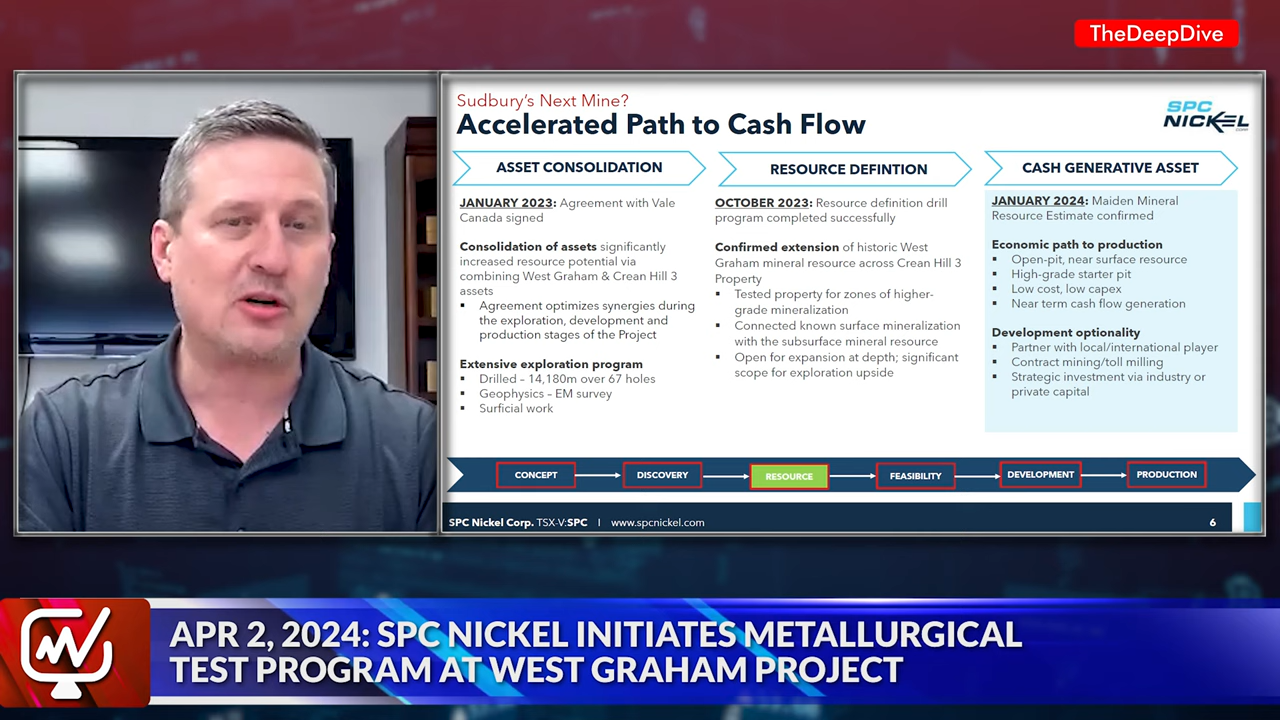 TheDeepDive
Sudbury's Next Mine?
Accelerated Path to Cash Flow
SPC
NICKEL
CORP
ASSET CONSOLIDATION
JANUARY 2023: Agreement with Vale
Canada signed
Consolidation of assets significantly
increased resource potential via
combining West Graham & Crean Hill 3
assets
▪ Agreement optimizes synergies during
the exploration, development and
production stages of the Project
Extensive exploration program
▪ Drilled – 14,180m over 67 holes
▪ Geophysics – EM survey
▪ Surficial work
RESOURCE DEFINTION
OCTOBER 2023: Resource definition drill
program completed successfully
Confirmed extension of historic West
Graham mineral resource across Crean Hill 3
Property
▪ Tested property for zones of higher-
grade mineralization
▪ Connected known surface mineralization
with the subsurface mineral resource
▪ Open for expansion at depth; significant
scope for exploration upside
CASH GENERATIVE ASSET
JANUARY 2024: Maiden Mineral
Resource Estimate confirmed
Economic path to production
▪ Open-pit, near surface resource
▪ High-grade starter pit
▪ Low cost, low capex
▪ Near term cash flow generation
Development optionality
▪ Partner with local/international player
▪ Contract mining/toll milling
▪ Strategic investment via industry or
private capital
CONCEPT
DISCOVERY
RESOURCE
FEASIBILITY
DEVELOPMENT
PRODUCTION
SPC Nickel Corp. TSX-V:SPC | www.spcnickel.com
6
APR 2, 2024: SPC NICKEL INITIATES METALLURGICAL
TEST PROGRAM AT WEST GRAHAM PROJECT